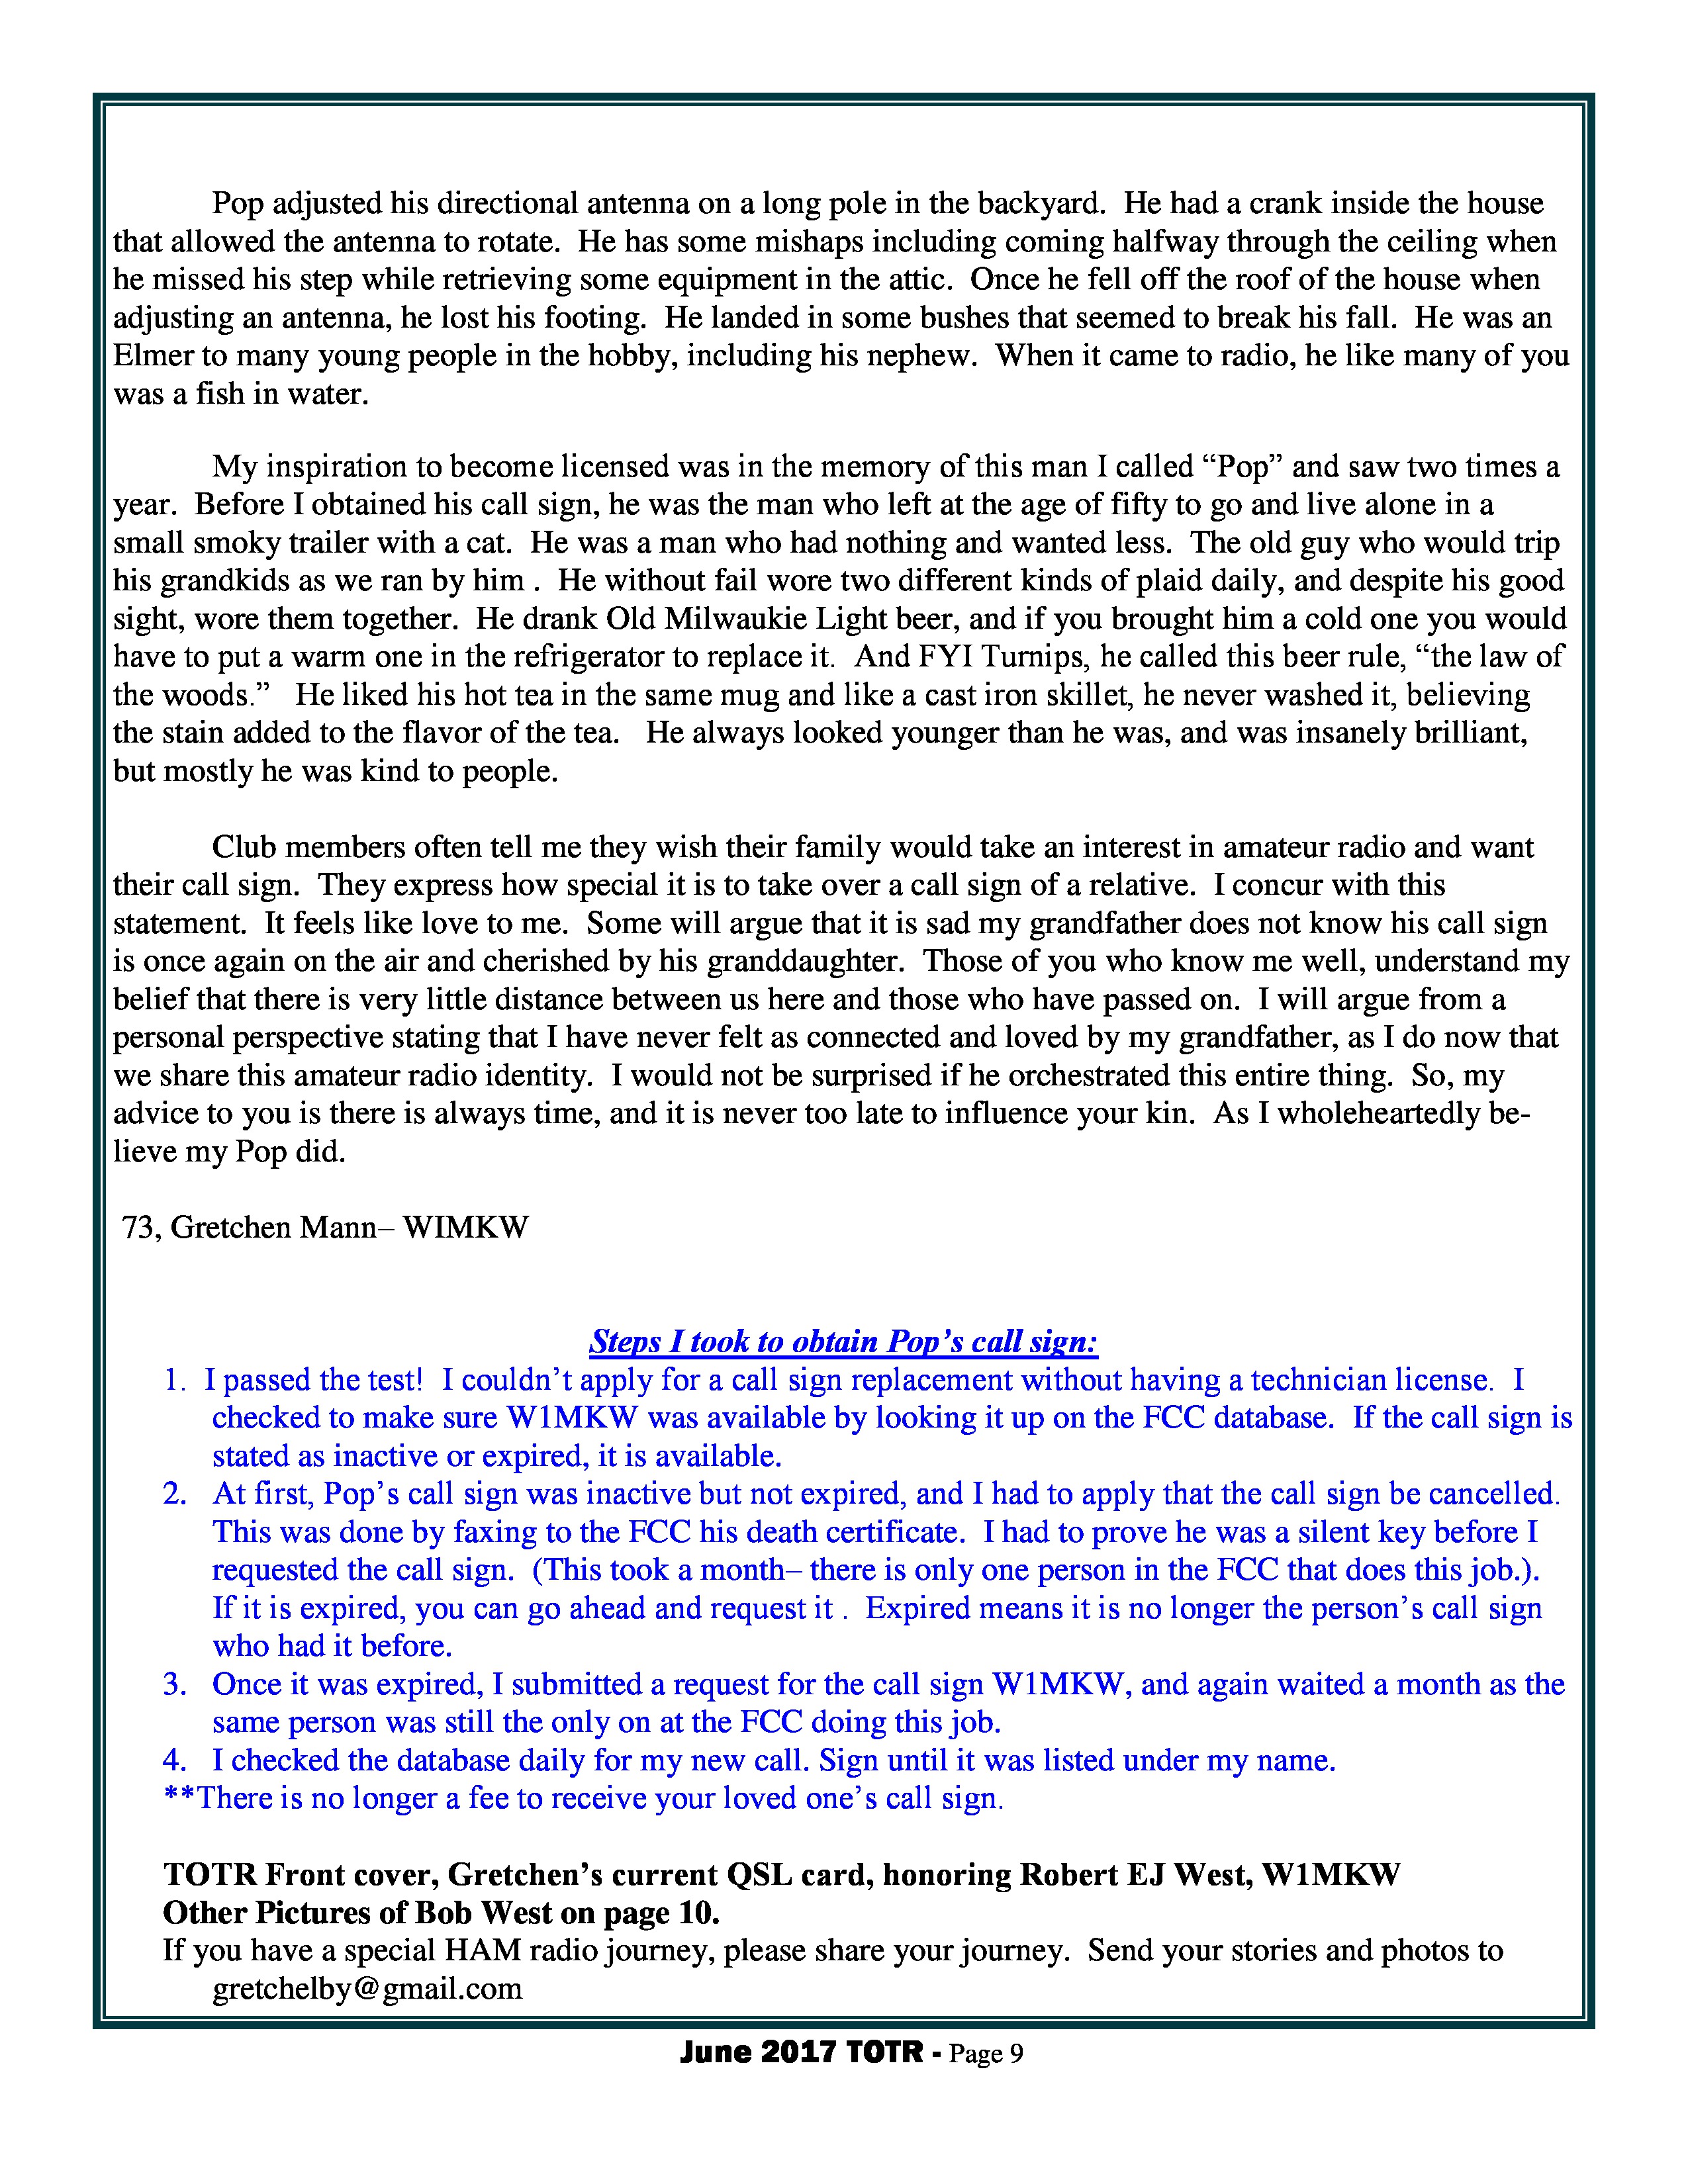 Pop adjusted his directional antenna on a long pole in the backyard.  He had a crank inside the house
that allowed the antenna to rotate.  He has some mishaps including coming halfway through the ceiling when
he missed his step while retrieving some equipment in the attic.  Once he fell off the roof of the house when
adjusting an antenna, he lost his footing.  He landed in some bushes that seemed to break his fall.  He was an
Elmer to many young people in the hobby, including his nephew.  When it came to radio, he like many of you
was a fish in water.
My inspiration to become licensed was in the memory of this man I called “Pop” and saw two times a
year.  Before I obtained his call sign, he was the man who left at the age of fifty to go and live alone in a
small smoky trailer with a cat.  He was a man who had nothing and wanted less.  The old guy who would trip
his grandkids as we ran by him .  He without fail wore two different kinds of plaid daily, and despite his good
sight, wore them together.  He drank Old Milwaukie Light beer, and if you brought him a cold one you would
have to put a warm one in the refrigerator to replace it.  And FYI Turnips, he called this beer rule, “the law of
the woods.”   He liked his hot tea in the same mug and like a cast iron skillet, he never washed it, believing
the stain added to the flavor of the tea.   He always looked younger than he was, and was insanely brilliant,
but mostly he was kind to people.
Club members often tell me they wish their family would take an interest in amateur radio and want
their call sign.  They express how special it is to take over a call sign of a relative.  I concur with this
statement.  It feels like love to me.  Some will argue that it is sad my grandfather does not know his call sign
is once again on the air and cherished by his granddaughter.  Those of you who know me well, understand my
belief that there is very little distance between us here and those who have passed on.  I will argue from a
personal perspective stating that I have never felt as connected and loved by my grandfather, as I do now that
we share this amateur radio identity.  I would not be surprised if he orchestrated this entire thing.  So, my
advice to you is there is always time, and it is never too late to influence your kin.  As I wholeheartedly be-
lieve my Pop did.
73, Gretchen Mann– WIMKW
Steps I took to obtain Pop’s call sign:
1.  I passed the test!  I couldn’t apply for a call sign replacement without having a technician license.  I
checked to make sure W1MKW was available by looking it up on the FCC database.  If the call sign is
stated as inactive or expired, it is available.
2.  At first, Pop’s call sign was inactive but not expired, and I had to apply that the call sign be cancelled.
This was done by faxing to the FCC his death certificate.  I had to prove he was a silent key before I
requested the call sign.  (This took a month– there is only one person in the FCC that does this job.).
If it is expired, you can go ahead and request it .  Expired means it is no longer the person’s call sign
who had it before.
3.  Once it was expired, I submitted a request for the call sign W1MKW, and again waited a month as the
same person was still the only on at the FCC doing this job.
4.  I checked the database daily for my new call. Sign until it was listed under my name.
**There is no longer a fee to receive your loved one’s call sign.
TOTR Front cover, Gretchen’s current QSL card, honoring Robert EJ West, W1MKW
Other Pictures of Bob West on page 10.
If you have a special HAM radio journey, please share your journey.  Send your stories and photos to
gretchelby@gmail.com
June 2017 TOTR - Page 9